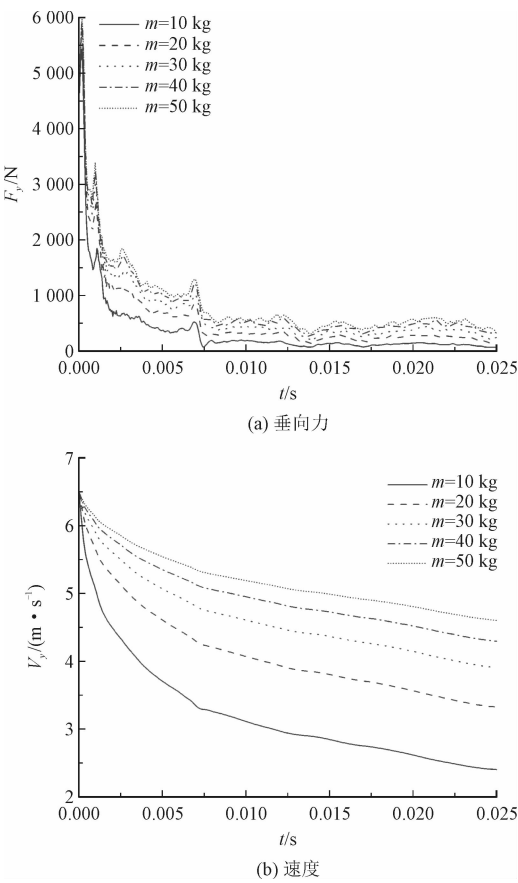 6 000
5 000
4 000
3 000
2 000
1 000
0
F_y/N
m=10 kg
m=20 kg
m=30 kg
m=40 kg
m=50 kg
0.000 0.005 0.010 0.015 0.020 0.025
t/s
(a) 垂向力
7
6
5
4
3
2
V_y/(m·s⁻¹)
m=10 kg
m=20 kg
m=30 kg
m=40 kg
m=50 kg
0.000 0.005 0.010 0.015 0.020 0.025
t/s
(b) 速度